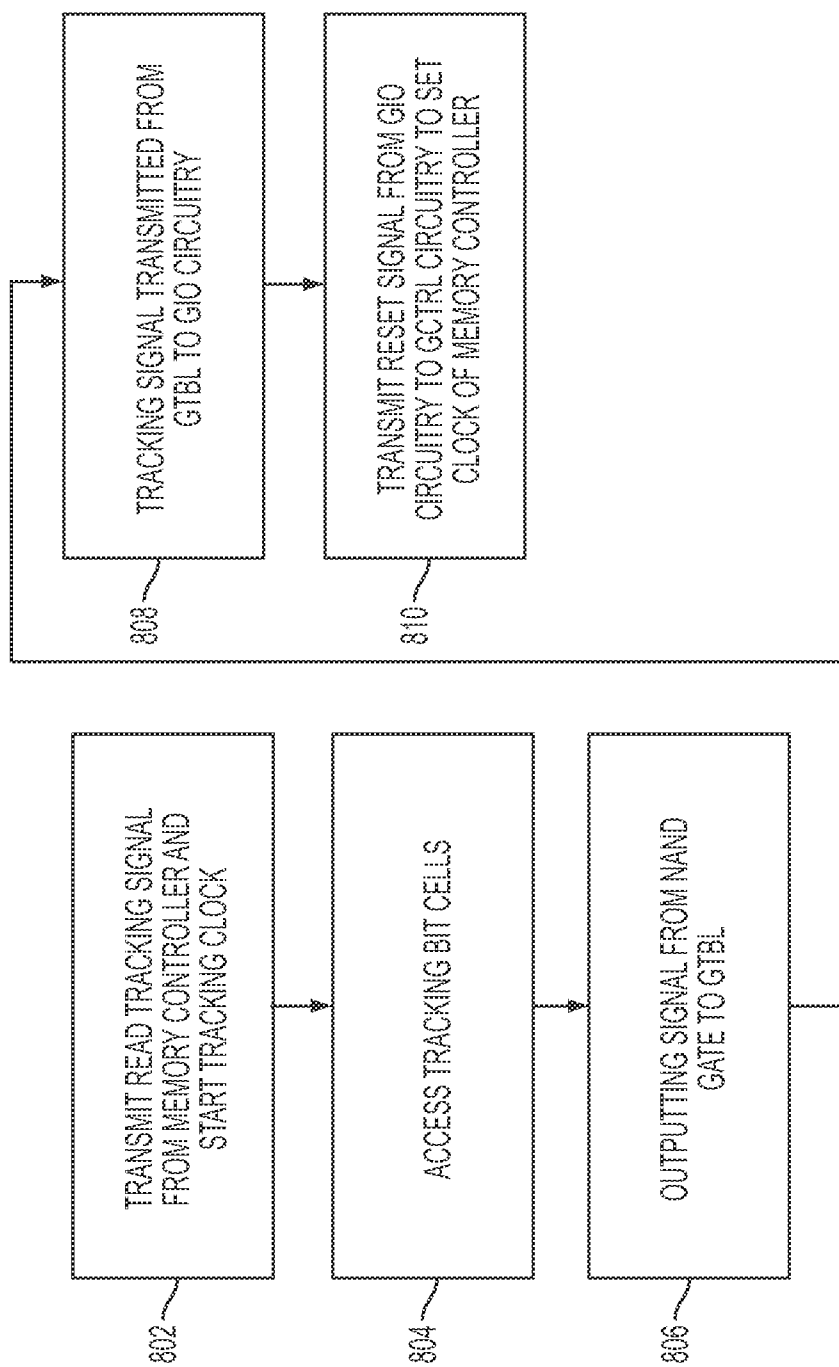 802
TRANSMIT READ TRACKING SIGNAL
FROM MEMORY CONTROLLER AND
START TRACKING CLOCK
804
ACCESS TRACKING BIT CELLS
806
OUTPUTTING SIGNAL FROM NAND
GATE TO GTBL
808
TRACKING SIGNAL TRANSMITTED FROM
GTBL TO GIO CIRCUITRY
810
TRANSMIT RESET SIGNAL FROM GIO
CIRCUITRY TO GCTRL CIRCUITRY TO SET
CLOCK OF MEMORY CONTROLLER